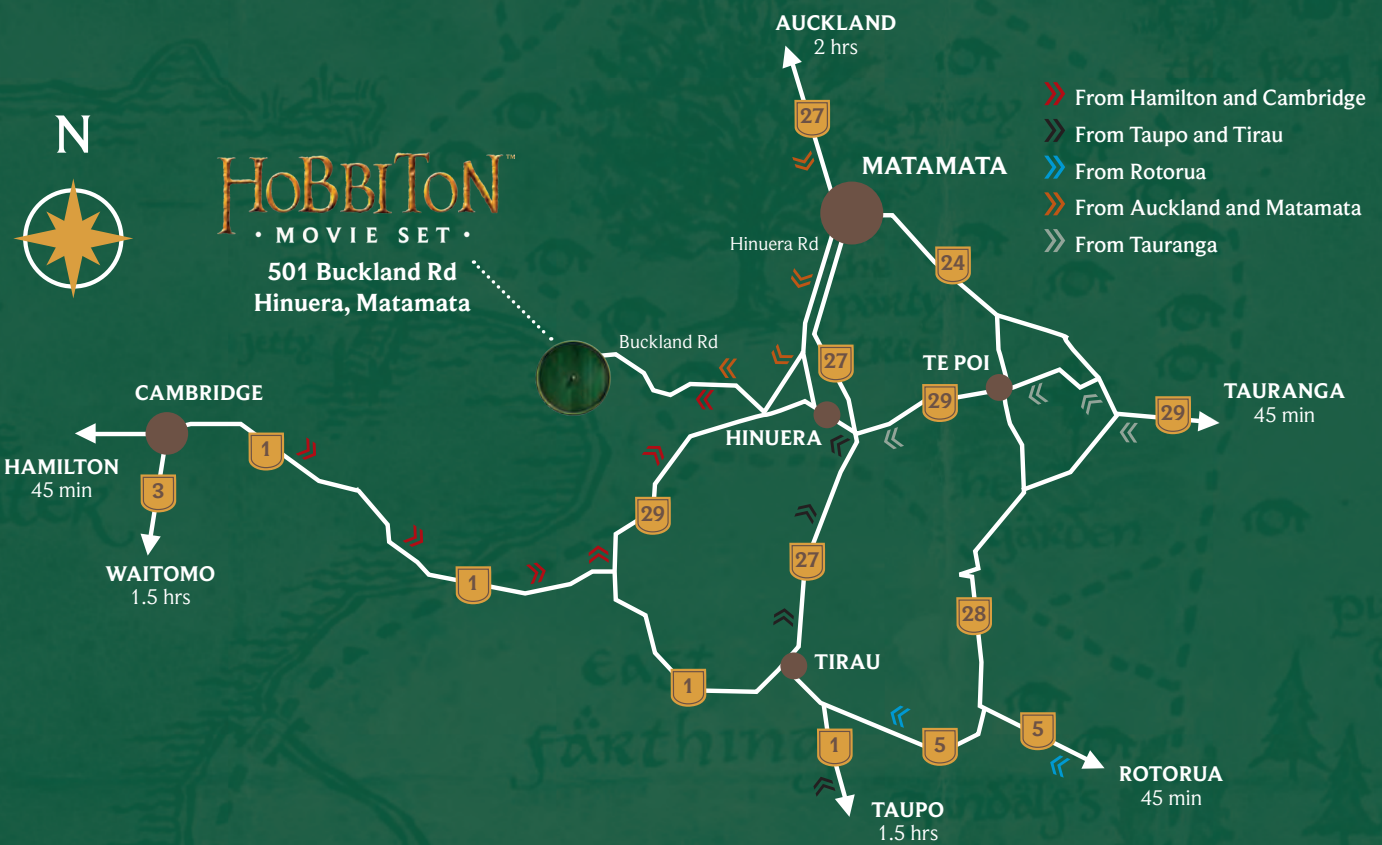 AUCKLAND
2 hrs
27
From Hamilton and Cambridge
From Taupo and Tirau
From Rotorua
From Auckland and Matamata
From Tauranga
N
HOBBITON™
• MOVIE SET •
501 Buckland Rd
Hinuera, Matamata
MATAMATA
Hinuera Rd
24
Buckland Rd
27
TE POI
29
HINUERA
TAURANGA
45 min
29
CAMBRIDGE
1
HAMILTON
45 min
3
WAITOMO
1.5 hrs
1
29
27
28
TIRAU
1
1
5
5
ROTORUA
45 min
TAUPO
1.5 hrs
EAST
FARTHING